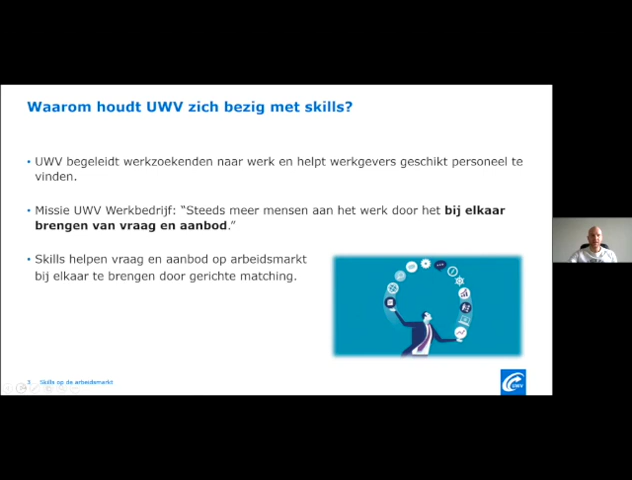 Waarom houdt UWV zich bezig met skills?
• UWV begeleidt werkzoekenden naar werk en helpt werkgevers geschikt personeel te
vinden.
• Missie UWV Werkbedrijf: “Steeds meer mensen aan het werk door het bij elkaar
brengen van vraag en aanbod.”
• Skills helpen vraag en aanbod op arbeidsmarkt
bij elkaar te brengen door gerichte matching.
3 Skills op de arbeidsmarkt
UWV